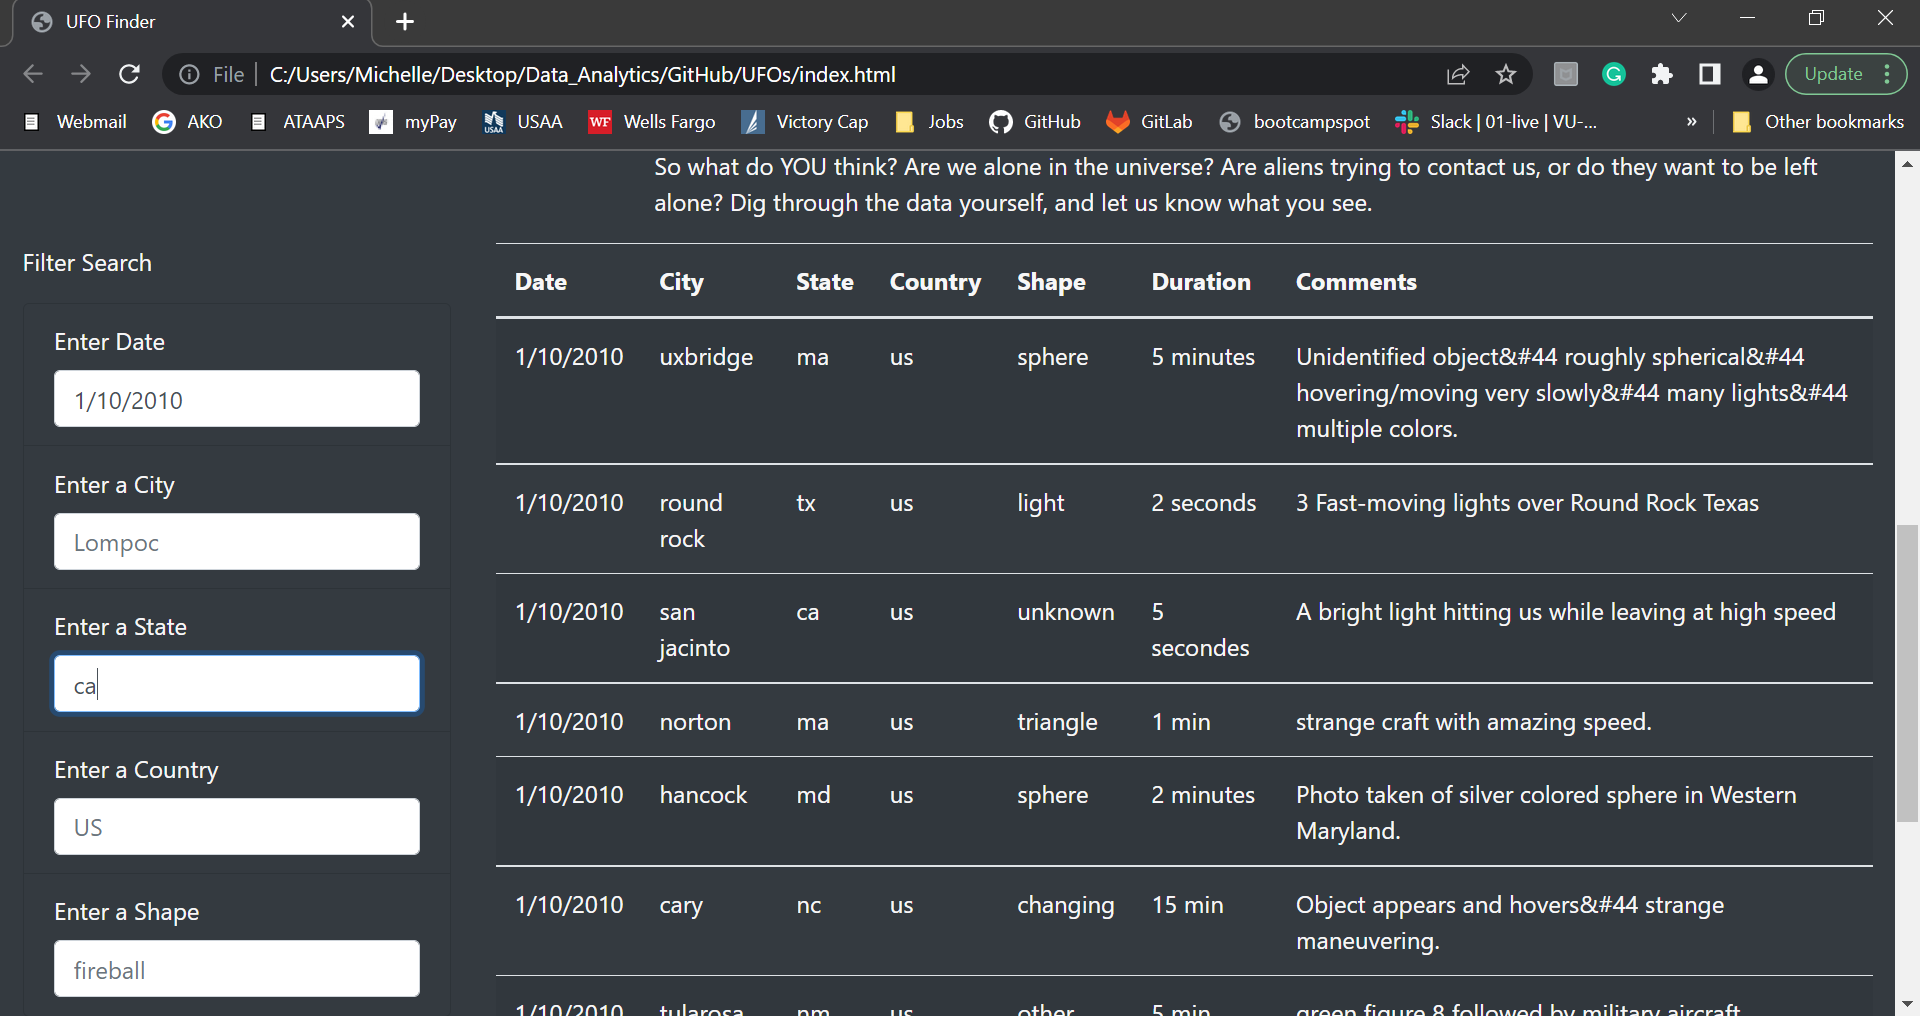 UFO Finder
File
C:/Users/Michelle/Desktop/Data_Analytics/GitHub/UFOs/index.html
Update
Webmail AKO ATAAPS myPay USAA USAA WF Wells Fargo Victory Cap Jobs GitHub GitLab bootcampspot Slack | 01-live | VU-... » Other bookmarks
So what do YOU think? Are we alone in the universe? Are aliens trying to contact us, or do they want to be left
alone? Dig through the data yourself, and let us know what you see.
Filter Search
Enter Date
1/10/2010
Enter a City
Lompoc
Enter a State
ca
Enter a Country
US
Enter a Shape
fireball
Date City State Country Shape Duration Comments
1/10/2010 uxbridge ma us sphere 5 minutes Unidentified object&#44 roughly spherical&#44
hovering/moving very slowly&#44 many lights&#44
multiple colors.
1/10/2010 round tx us light 2 seconds 3 Fast-moving lights over Round Rock Texas
rock
1/10/2010 san ca us unknown 5 A bright light hitting us while leaving at high speed
jacinto secondes
1/10/2010 norton ma us triangle 1 min strange craft with amazing speed.
1/10/2010 hancock md us sphere 2 minutes Photo taken of silver colored sphere in Western
Maryland.
1/10/2010 cary nc us changing 15 min Object appears and hovers&#44 strange
maneuvering.
1/10/2010 tularosa nm us other 5 min green figure 8 followed by military aircraft